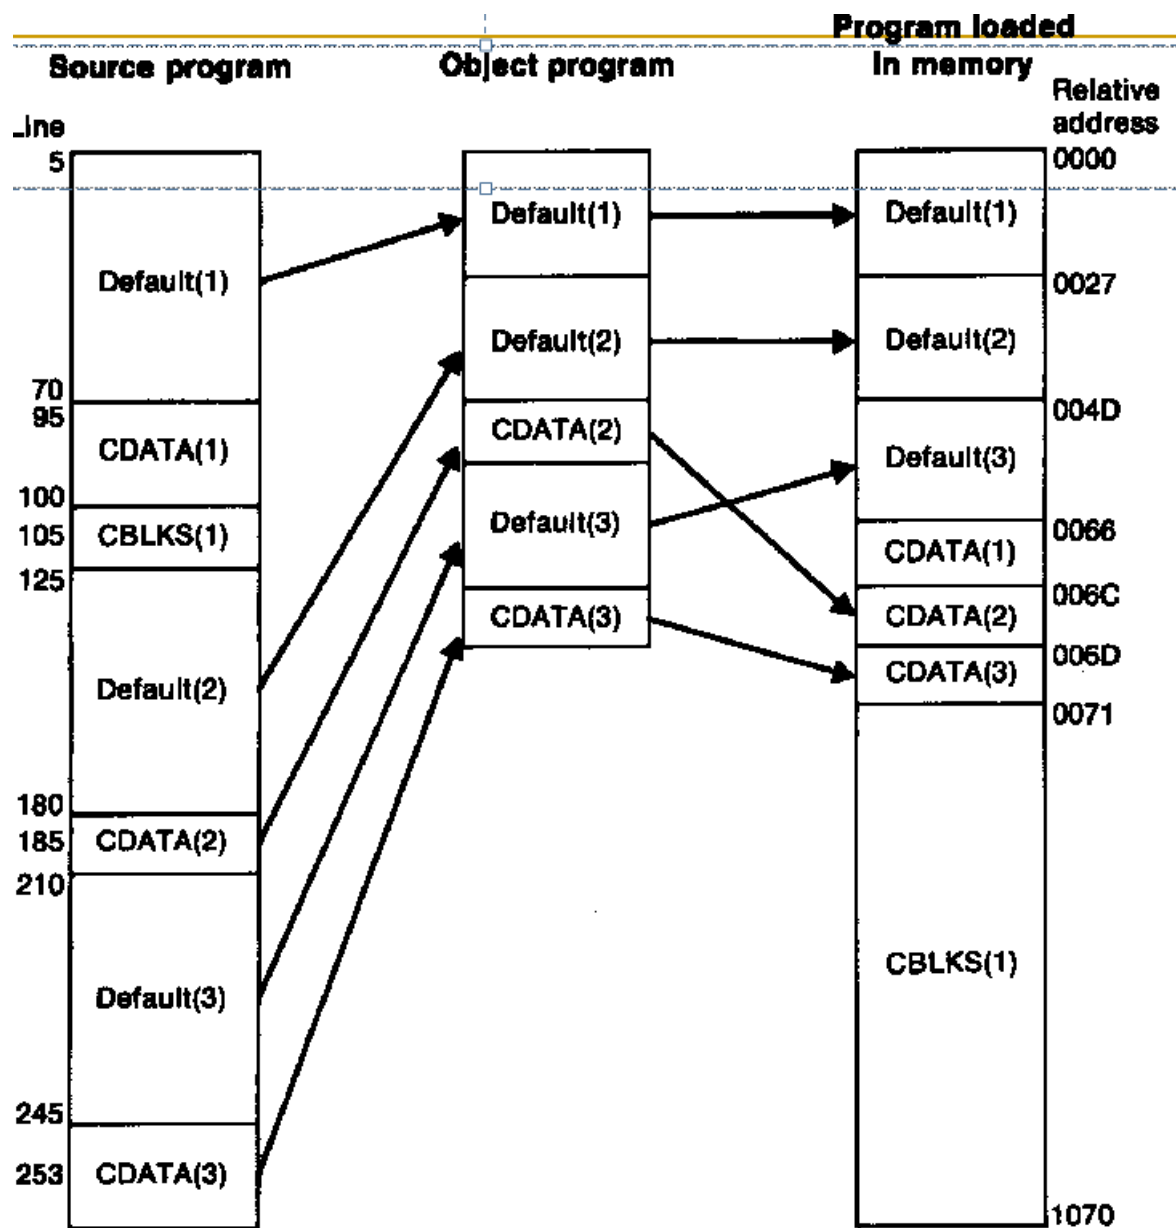 Program loaded
Source program
Object program
In memory
Relative
address
Line
5
0000
Default(1)
Default(1)
Default(1)
0027
Default(2)
Default(2)
70
95
004D
CDATA(1)
CDATA(2)
Default(3)
100
105
CBLKS(1)
Default(3)
0066
CDATA(1)
125
006C
CDATA(3)
CDATA(2)
006D
CDATA(3)
Default(2)
0071
180
185
CDATA(2)
210
CBLKS(1)
Default(3)
245
253
CDATA(3)
1070